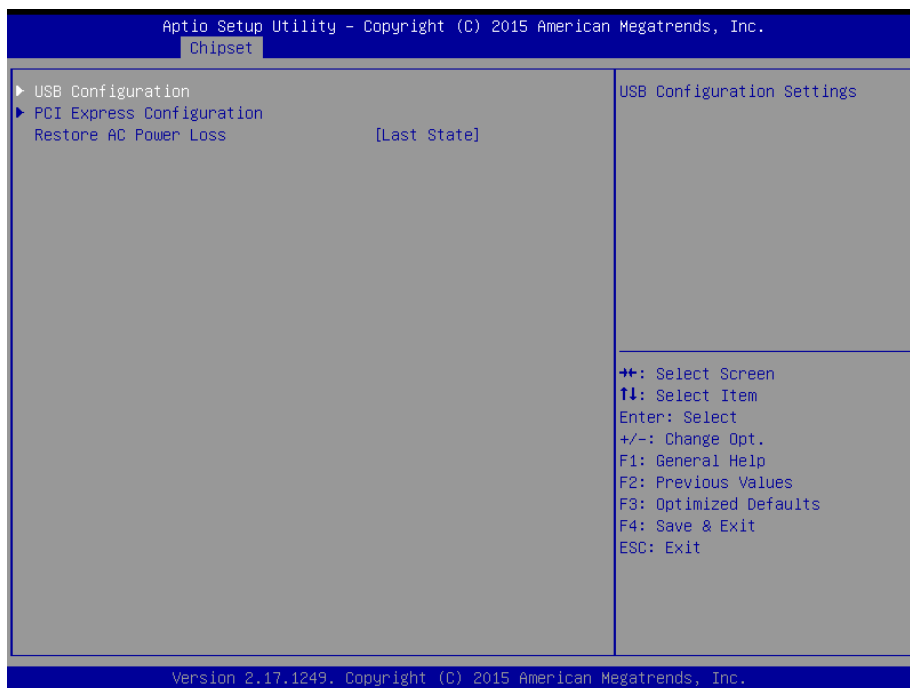 Aptio Setup Utility – Copyright (C) 2015 American Megatrends, Inc.
Chipset
▶ USB Configuration
▶ PCI Express Configuration
Restore AC Power Loss [Last State]
USB Configuration Settings
→←: Select Screen
↑↓: Select Item
Enter: Select
+/-: Change Opt.
F1: General Help
F2: Previous Values
F3: Optimized Defaults
F4: Save & Exit
ESC: Exit
Version 2.17.1249. Copyright (C) 2015 American Megatrends, Inc.